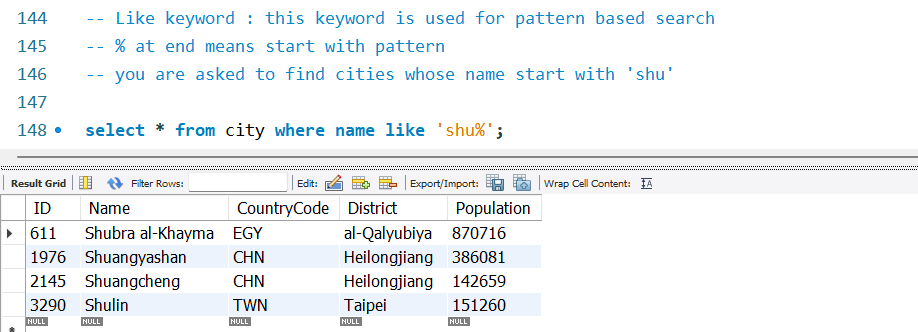 144 -- Like keyword : this keyword is used for pattern based search
145 -- % at end means start with pattern
146 -- you are asked to find cities whose name start with 'shu'
147
148 select * from city where name like 'shu%';
Result Grid Filter Rows: Edit: Export/Import: Wrap Cell Content: IA
ID Name CountryCode District Population
611 Shubra al-Khayma EGY al-Qalyubiya 870716
1976 Shuangyashan CHN Heilongjiang 386081
2145 Shuangcheng CHN Heilongjiang 142659
3290 Shulin TWN Taipei 151260
NULL NULL NULL NULL NULL